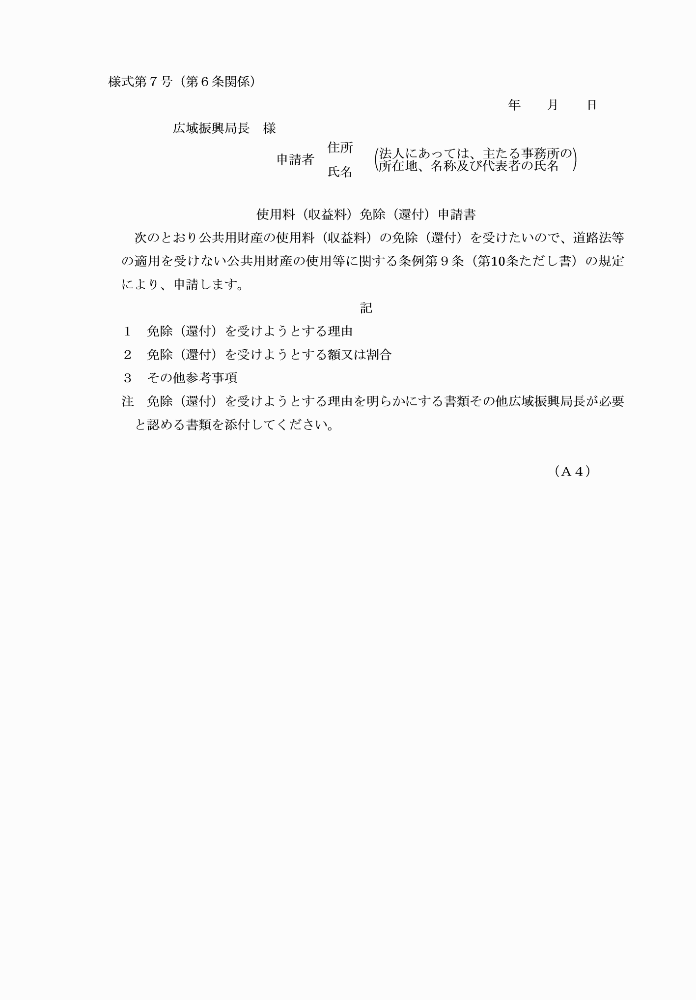 様式第７号（第６条関係）
年　　月　　日
広域振興局長　様
申請者
住所
氏名
(法人にあっては、主たる事務所の
所在地、名称及び代表者の氏名　)
使用料（収益料）免除（還付）申請書
次のとおり公共用財産の使用料（収益料）の免除（還付）を受けたいので、道路法等
の適用を受けない公共用財産の使用等に関する条例第９条（第10条ただし書）の規定
により、申請します。
記
１　免除（還付）を受けようとする理由
２　免除（還付）を受けようとする額又は割合
３　その他参考事項
注　免除（還付）を受けようとする理由を明らかにする書類その他広域振興局長が必要
と認める書類を添付してください。
（Ａ４）